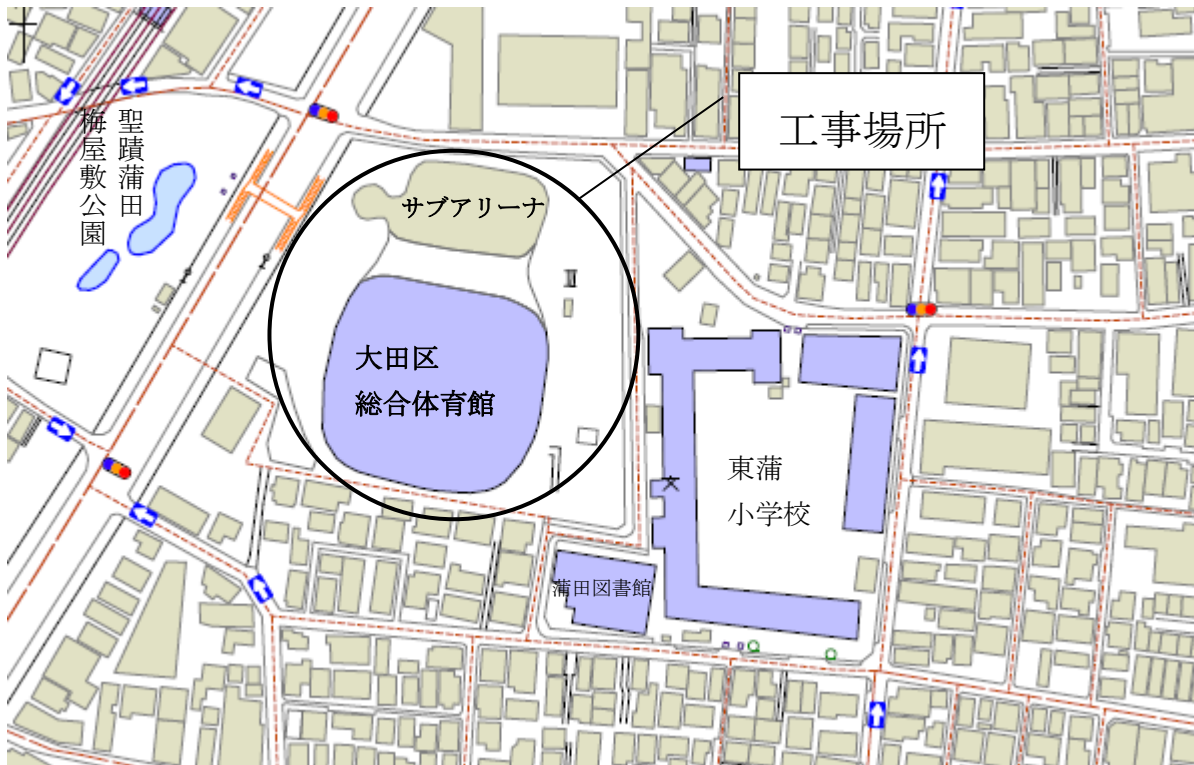 工事場所
聖蹟蒲田
梅屋敷公園
サブアリーナ
大田区
総合体育館
東蒲
小学校
蒲田図書館